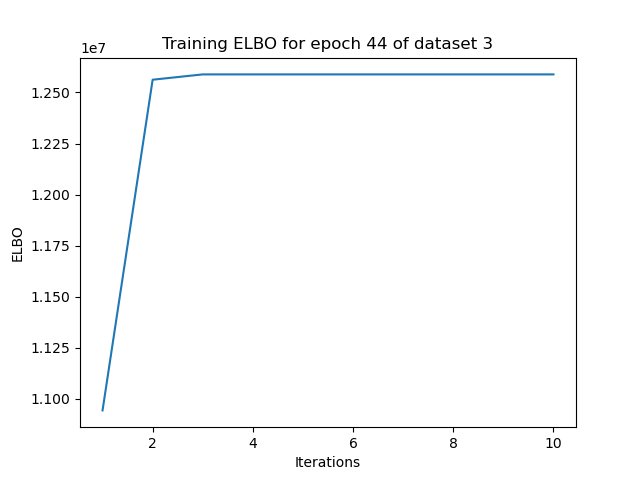 Training ELBO for epoch 44 of dataset 3
1e7
1.250
1.225
1.200
1.175
1.150
1.125
1.100
ELBO
2 4 6 8 10
Iterations